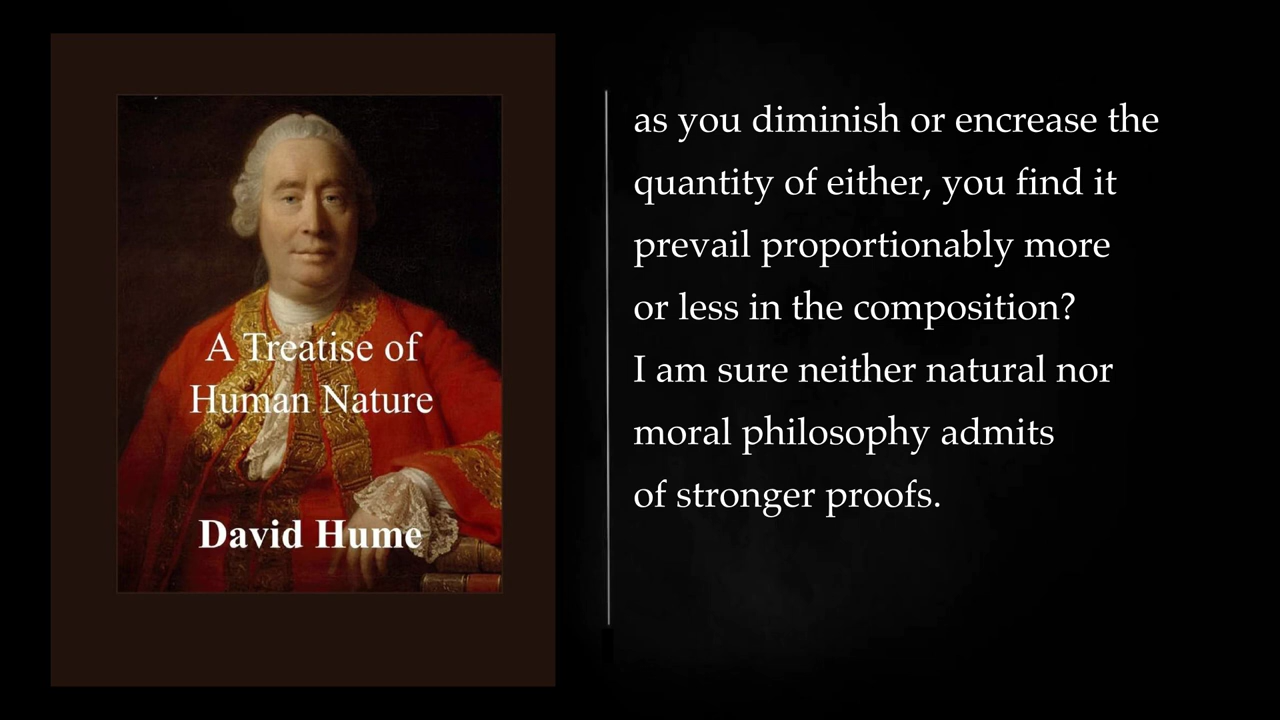 A Treatise of
Human Nature
David Hume
as you diminish or encrease the
quantity of either, you find it
prevail proportionably more
or less in the composition?
I am sure neither natural nor
moral philosophy admits
of stronger proofs.